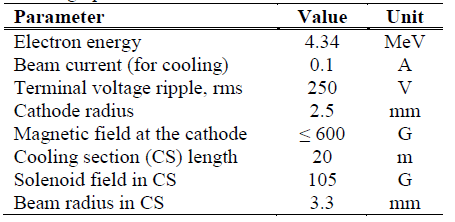 Parameter Value Unit
Electron energy 4.34 MeV
Beam current (for cooling) 0.1 A
Terminal voltage ripple, rms 250 V
Cathode radius 2.5 mm
Magnetic field at the cathode ≤ 600 G
Cooling section (CS) length 20 m
Solenoid field in CS 105 G
Beam radius in CS 3.3 mm